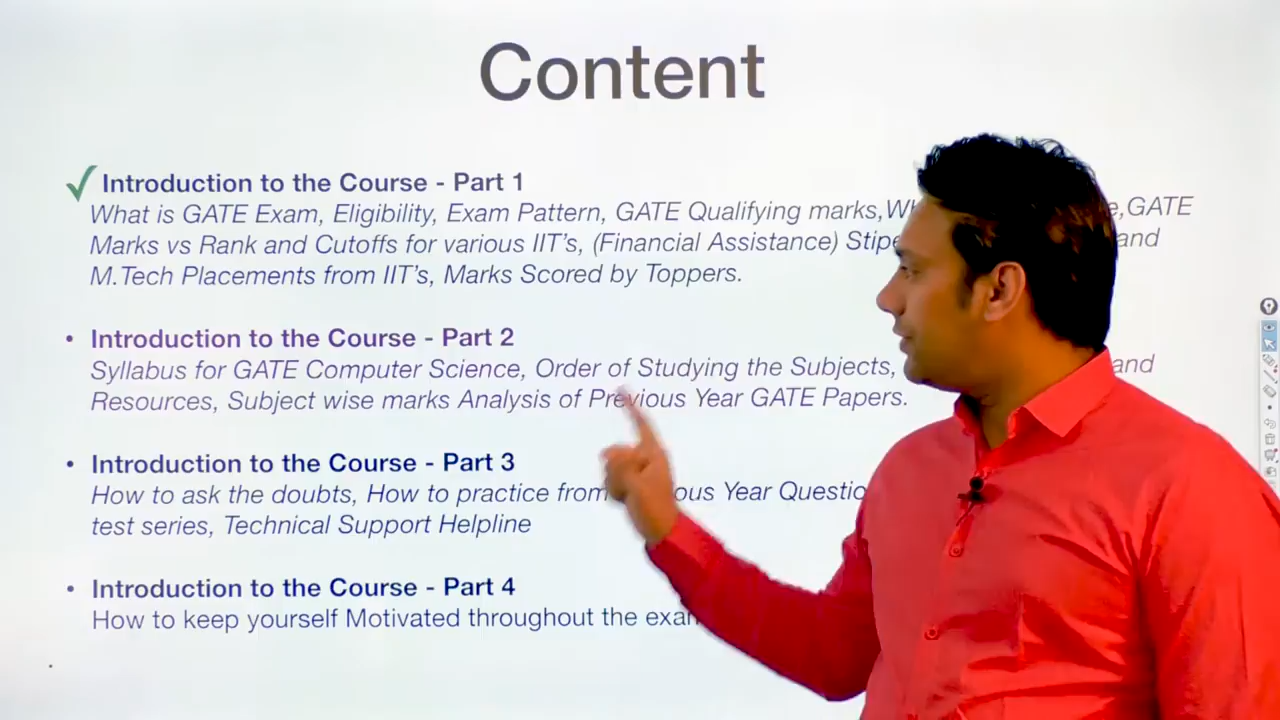 Content
✓ Introduction to the Course - Part 1
What is GATE Exam, Eligibility, Exam Pattern, GATE Qualifying marks, GATE
Marks vs Rank and Cutoffs for various IIT's, (Financial Assistance) and
M.Tech Placements from IIT's, Marks Scored by Toppers.
• Introduction to the Course - Part 2
Syllabus for GATE Computer Science, Order of Studying the Subjects, and
Resources, Subject wise marks Analysis of Previous Year GATE Papers.
• Introduction to the Course - Part 3
How to ask the doubts, How to practice from Year
test series, Technical Support Helpline
• Introduction to the Course - Part 4
How to keep yourself Motivated throughout the